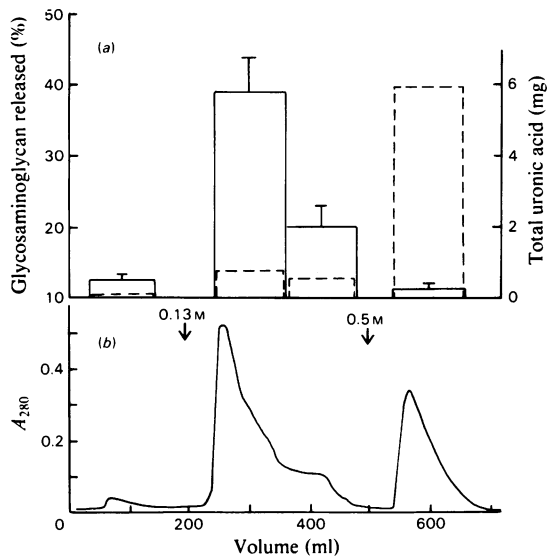 Glycosaminoglycan released (%)
50
40
30
20
10
(a)
6
4
2
0
Total uronic acid (mg)
0.13 M
0.5 M
(b)
A280
0.4
0.2
0
200
400
600
Volume (ml)